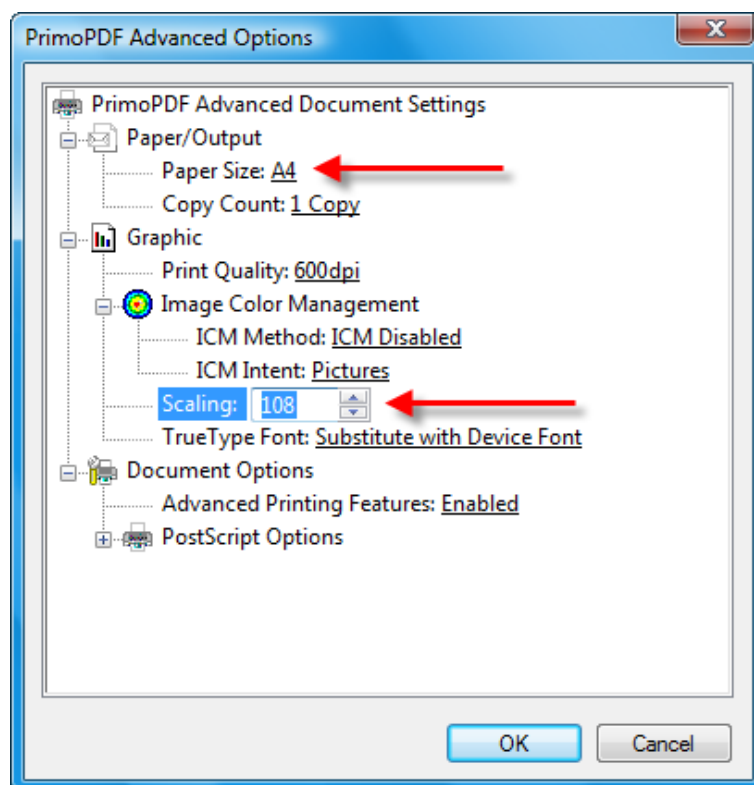 PrimoPDF Advanced Options
PrimoPDF Advanced Document Settings
Paper/Output
Paper Size: A4
Copy Count: 1 Copy
Graphic
Print Quality: 600dpi
Image Color Management
ICM Method: ICM Disabled
ICM Intent: Pictures
Scaling: 108
TrueType Font: Substitute with Device Font
Document Options
Advanced Printing Features: Enabled
PostScript Options
OK Cancel